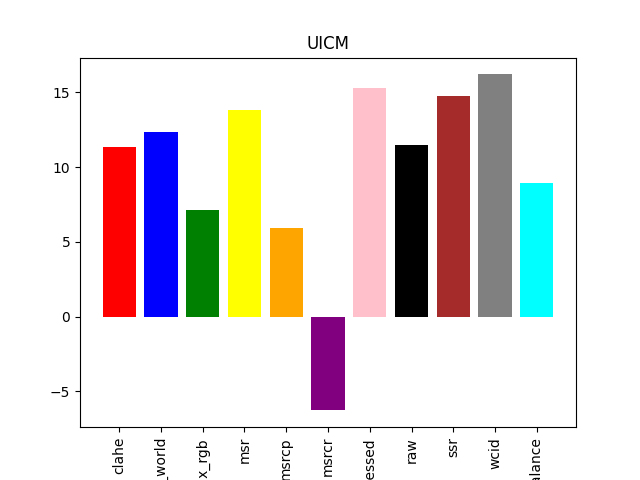 UICM
15
10
5
0
−5
clahe
_world
x_rgb
msr
msrcp
msrcr
essed
raw
ssr
wcid
alance